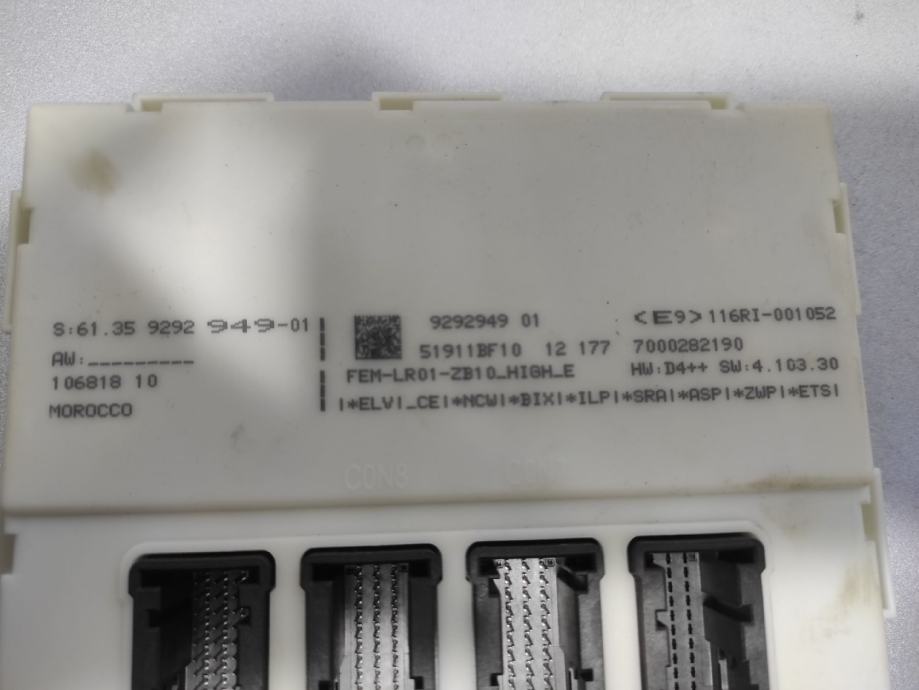 S:61.35 9292 949-01
AW:_________
106818 10
MOROCCO
9292949 01
<E9> 116RI-001052
51911BF10 12 177 7000282190
FEM-LR01-ZB10_HIGH_E HW:D4++ SW:4.103.30
|*ELV|_CE|*NCW|*BIX|*ILP|*SRA|*ASP|*ZWP|*ETS|
CON8